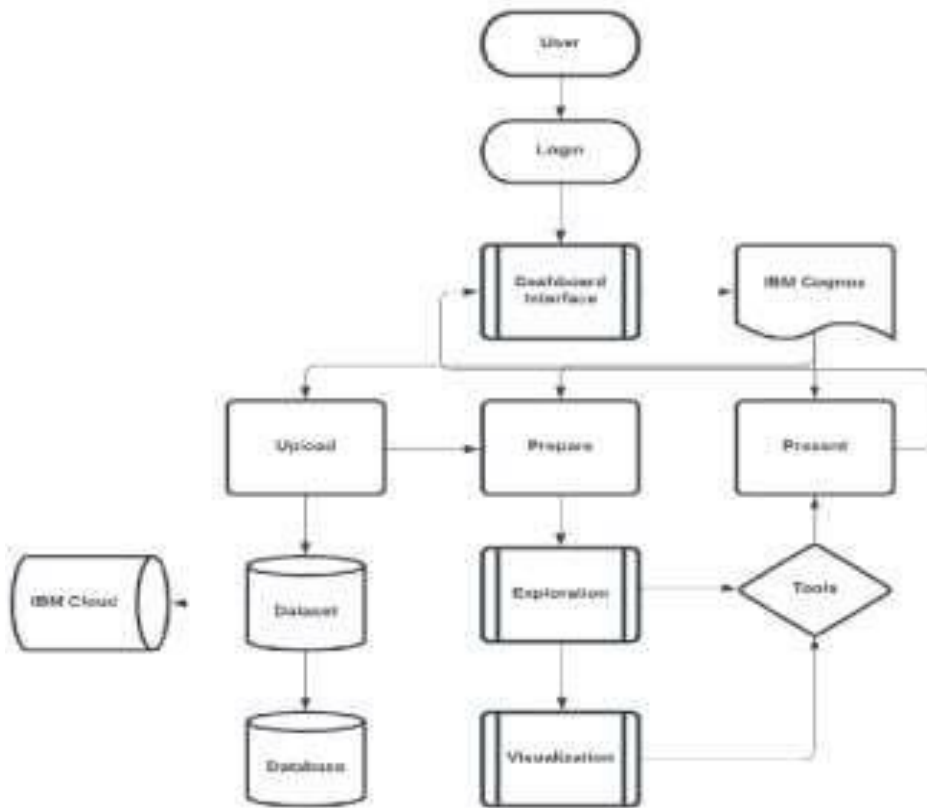 User
Login
Dashboard
Interface
IBM Cognos
Upload
Prepare
Present
IBM Cloud
Dataset
Exploration
Tools
Database
Visualization